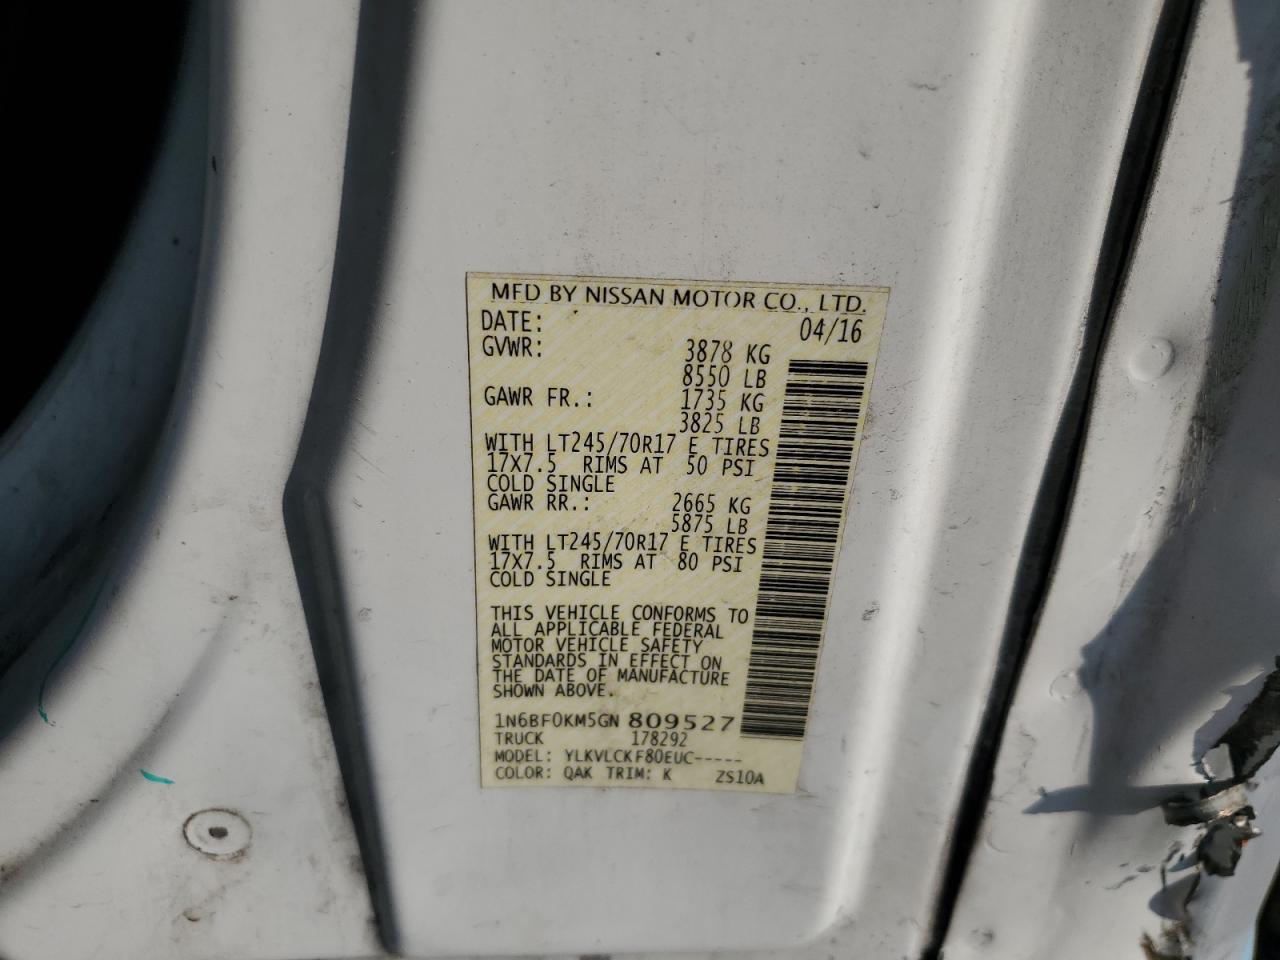 MFD BY NISSAN MOTOR CO., LTD.
DATE: 04/16
GVWR: 3878 KG
8550 LB
GAWR FR.: 1735 KG
3825 LB
WITH LT245/70R17 E TIRES
17X7.5 RIMS AT 50 PSI
COLD SINGLE
GAWR RR.: 2665 KG
5875 LB
WITH LT245/70R17 E TIRES
17X7.5 RIMS AT 80 PSI
COLD SINGLE
THIS VEHICLE CONFORMS TO
ALL APPLICABLE FEDERAL
MOTOR VEHICLE SAFETY
STANDARDS IN EFFECT ON
THE DATE OF MANUFACTURE
SHOWN ABOVE.
1N6BF0KM5GN 809527
TRUCK 178292
MODEL: YLKVLCKF80EUC-----
COLOR: QAK TRIM: K ZS10A